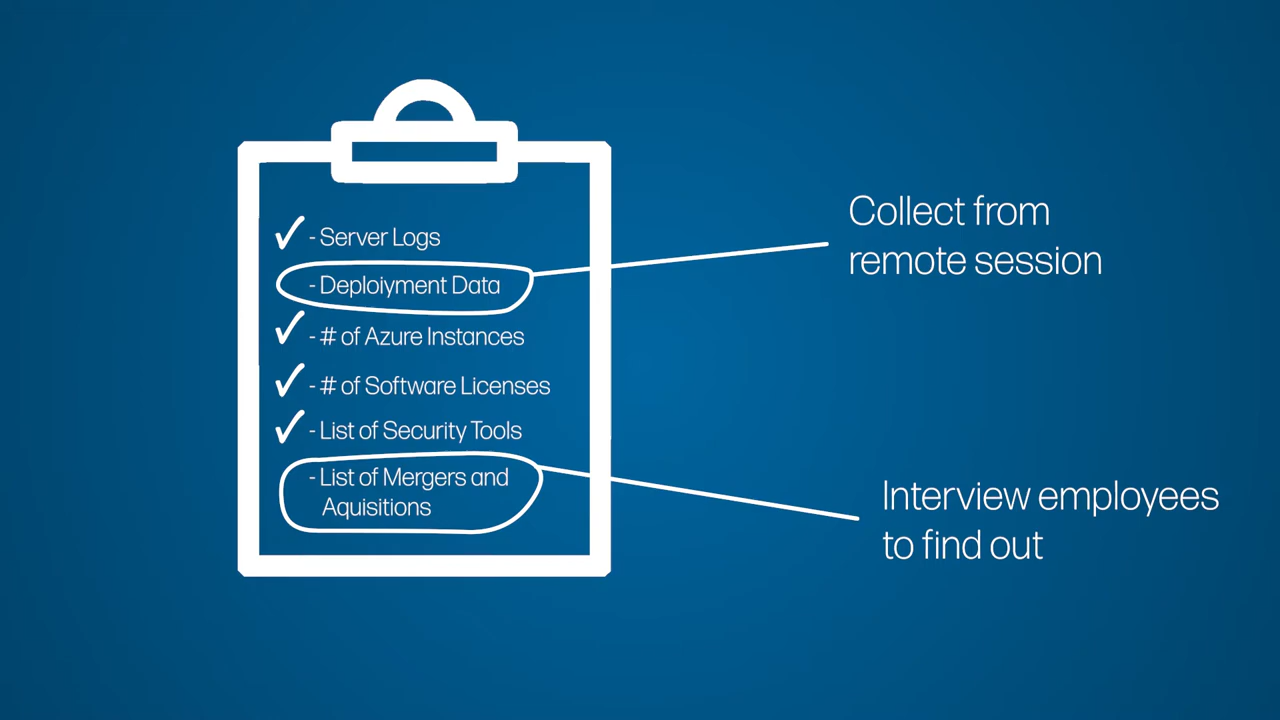 - Server Logs
- Deploiyment Data
- # of Azure Instances
- # of Software Licenses
- List of Security Tools
- List of Mergers and
Aquisitions
Collect from
remote session
Interview employees
to find out